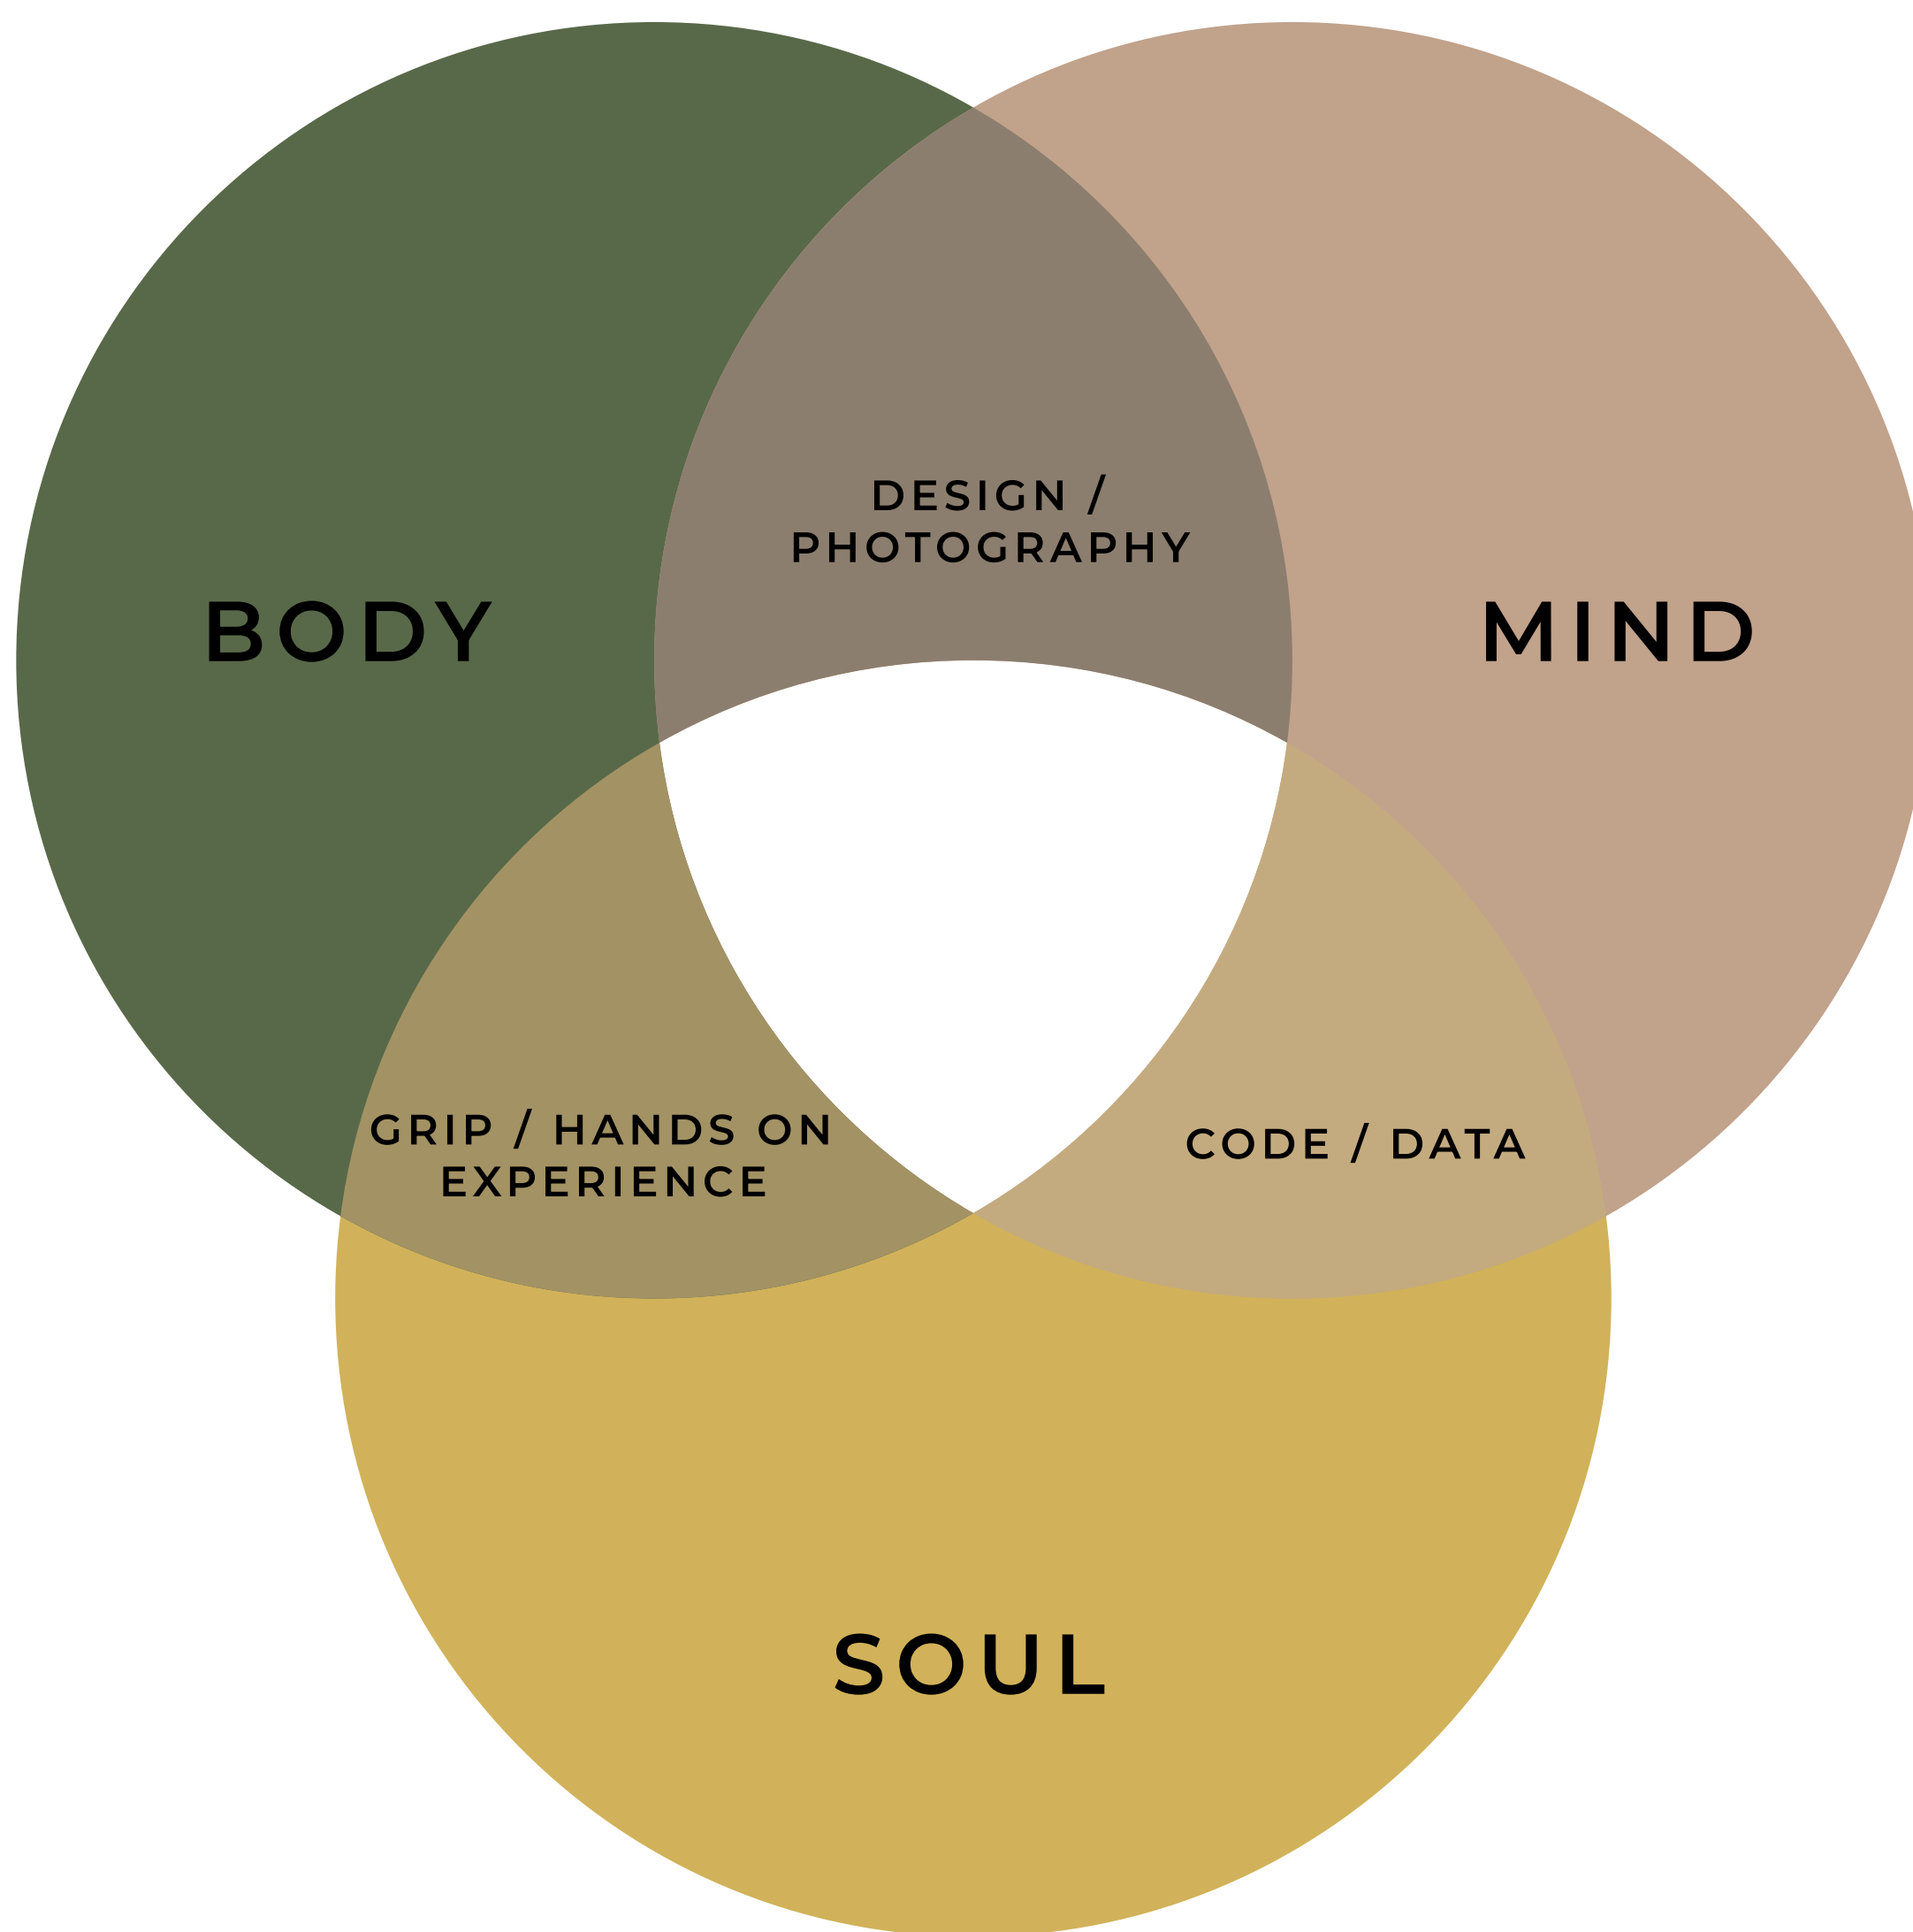 DESIGN /
PHOTOGRAPHY
BODY
MIND
GRIP / HANDS ON
EXPERIENCE
CODE / DATA
SOUL